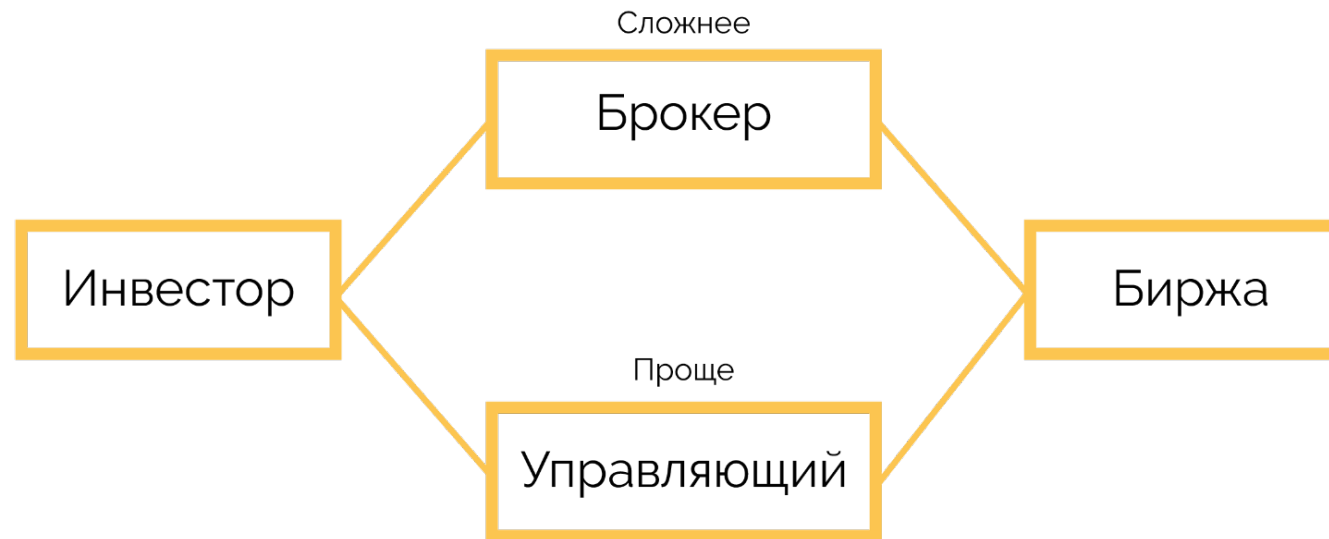 Сложнее
Брокер
Инвестор
Биржа
Проще
Управляющий